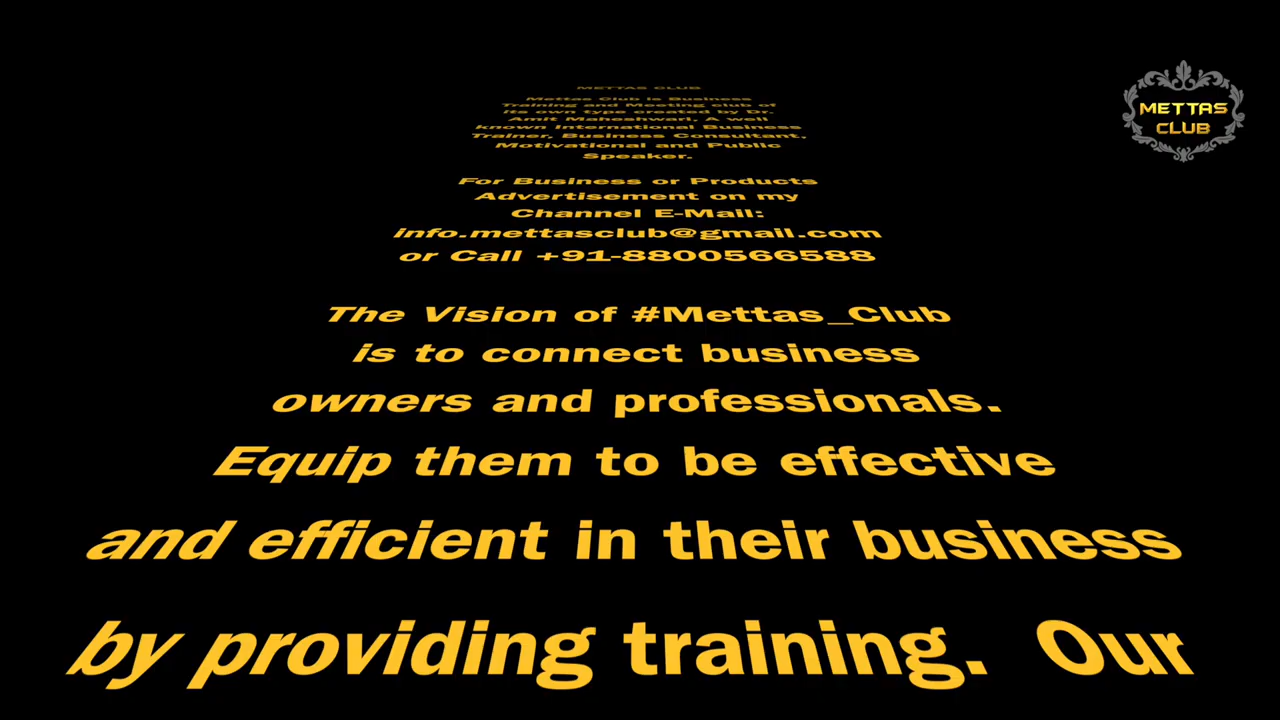 METTAS CLUB
Mettas Club is Business
Training and Meeting club of
its own type created by Dr.
Amit Maheshwari, A well
known International Business
Trainer, Business Consultant,
Motivational and Public
Speaker.
For Business or Products
Advertisement on my
Channel E-Mail:
info.mettasclub@gmail.com
or Call +91-8800566588
The Vision of #Mettas_Club
is to connect business
owners and professionals.
Equip them to be effective
and efficient in their business
by providing training. Our
METTAS
CLUB